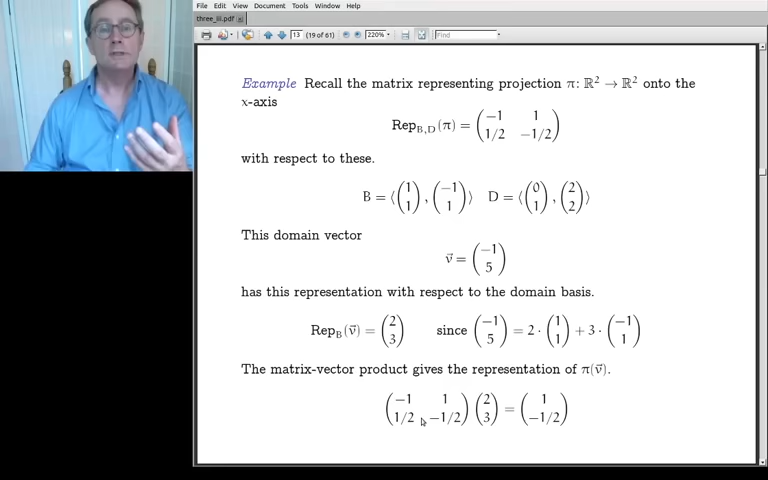 File Edit View Document Tools Window Help
three_iii.pdf
13 (19 of 61) 220% Find
Example Recall the matrix representing projection π: ℝ² → ℝ² onto the
x-axis
Rep_{B,D}(π) = (−1 1; 1/2 −1/2)
with respect to these.
B = ⟨(1; 1), (−1; 1)⟩ D = ⟨(0; 1), (2; 2)⟩
This domain vector
v⃗ = (−1; 5)
has this representation with respect to the domain basis.
Rep_B(v⃗) = (2; 3) since (−1; 5) = 2 · (1; 1) + 3 · (−1; 1)
The matrix-vector product gives the representation of π(v⃗).
(−1 1; 1/2 −1/2) (2; 3) = (1; −1/2)